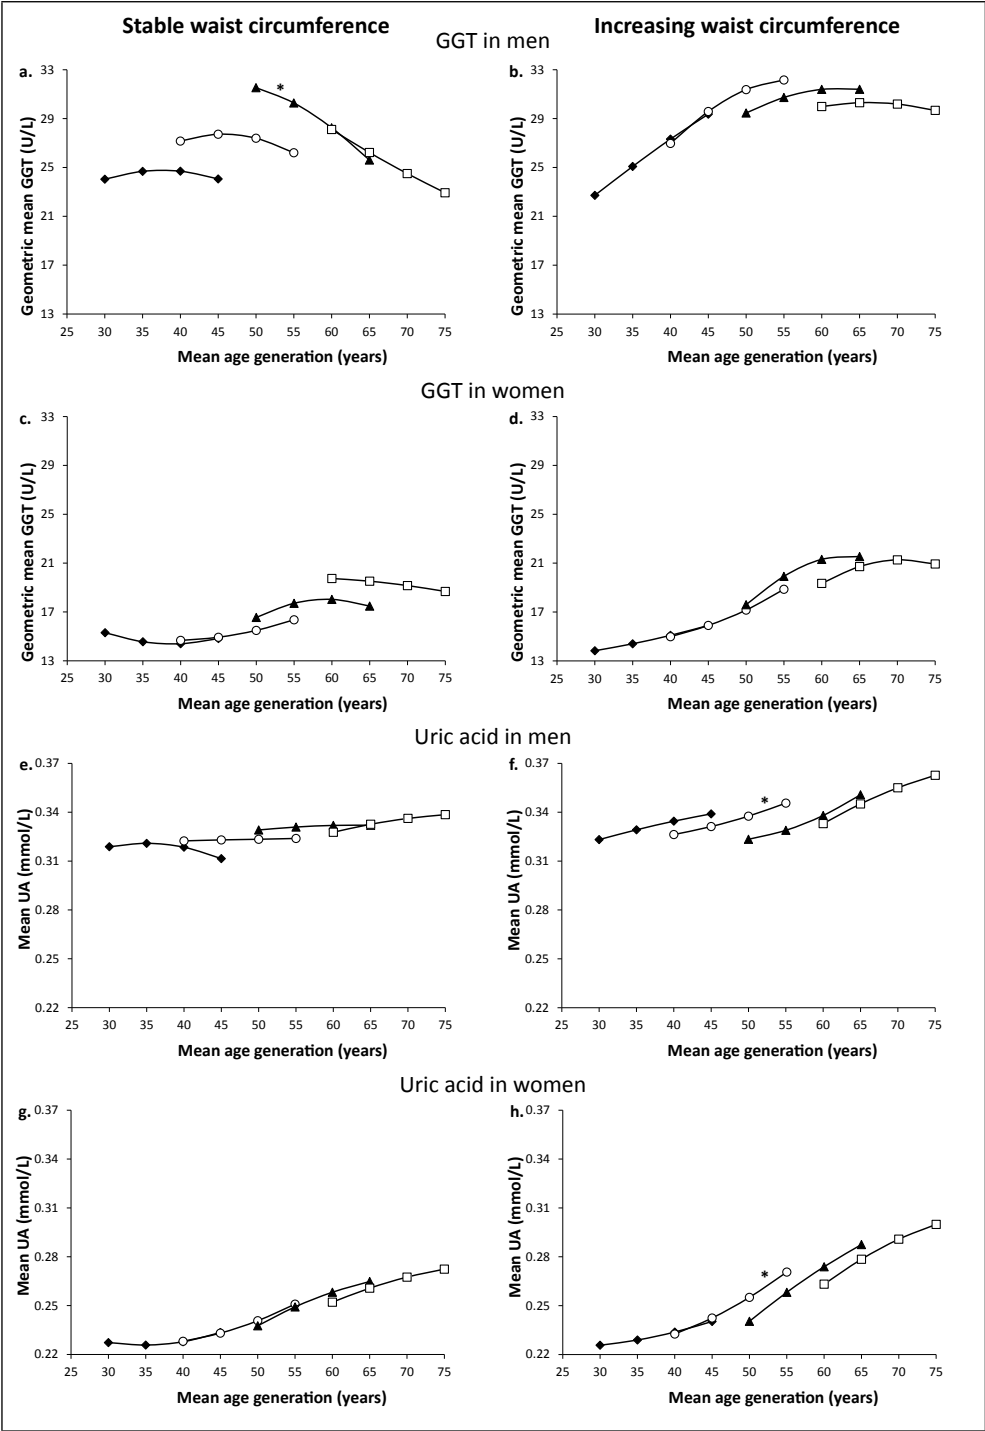 Stable waist circumference
Increasing waist circumference
GGT in men
a.
33
29
25
21
17
13
Geometric mean GGT (U/L)
*
25 30 35 40 45 50 55 60 65 70 75
Mean age generation (years)
b.
33
29
25
21
17
13
Geometric mean GGT (U/L)
25 30 35 40 45 50 55 60 65 70 75
Mean age generation (years)
GGT in women
c.
33
29
25
21
17
13
Geometric mean GGT (U/L)
25 30 35 40 45 50 55 60 65 70 75
Mean age generation (years)
d.
33
29
25
21
17
13
Geometric mean GGT (U/L)
25 30 35 40 45 50 55 60 65 70 75
Mean age generation (years)
Uric acid in men
e.
0.37
0.34
0.31
0.28
0.25
0.22
Mean UA (mmol/L)
25 30 35 40 45 50 55 60 65 70 75
Mean age generation (years)
f.
0.37
0.34
0.31
0.28
0.25
0.22
Mean UA (mmol/L)
*
25 30 35 40 45 50 55 60 65 70 75
Mean age generation (years)
Uric acid in women
g.
0.37
0.34
0.31
0.28
0.25
0.22
Mean UA (mmol/L)
25 30 35 40 45 50 55 60 65 70 75
Mean age generation (years)
h.
0.37
0.34
0.31
0.28
0.25
0.22
Mean UA (mmol/L)
*
25 30 35 40 45 50 55 60 65 70 75
Mean age generation (years)